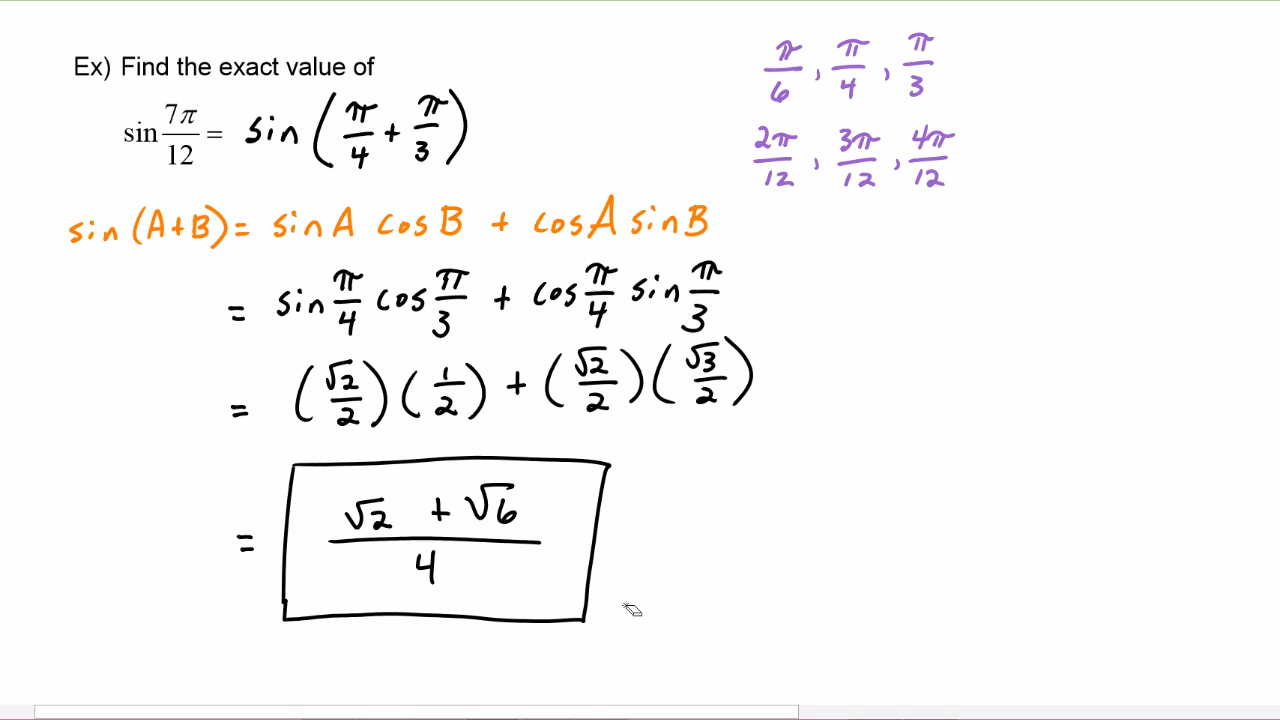 Ex) Find the exact value of
sin 7π/12 = sin (π/4 + π/3)
π/6, π/4, π/3
2π/12, 3π/12, 4π/12
sin (A+B) = sin A cos B + cos A sin B
= sin π/4 cos π/3 + cos π/4 sin π/3
= (√2/2) (1/2) + (√2/2) (√3/2)
= (√2 + √6)/4